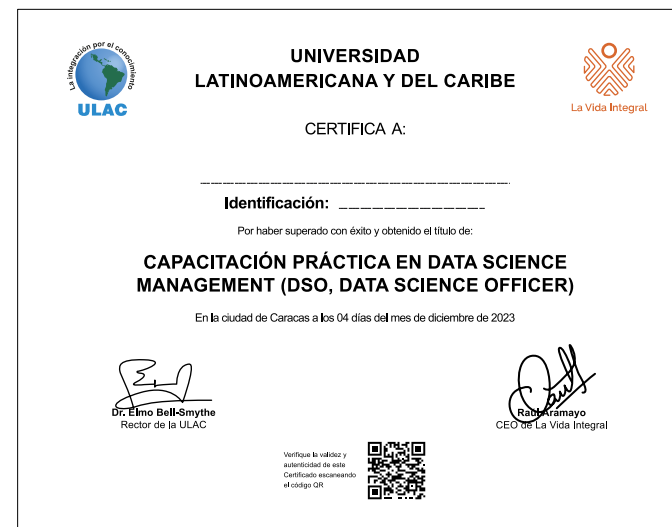 La integración por el conocimiento
ULAC
UNIVERSIDAD
LATINOAMERICANA Y DEL CARIBE
La Vida Integral
CERTIFICA A:
Identificación:
Por haber superado con éxito y obtenido el título de:
CAPACITACIÓN PRÁCTICA EN DATA SCIENCE
MANAGEMENT (DSO, DATA SCIENCE OFFICER)
En la ciudad de Caracas a los 04 días del mes de diciembre de 2023
Dr. Elmo Bell-Smythe
Rector de la ULAC
Raul Aramayo
CEO de La Vida Integral
Verifique la validez y
autenticidad de este
Certificado escaneando
el código QR